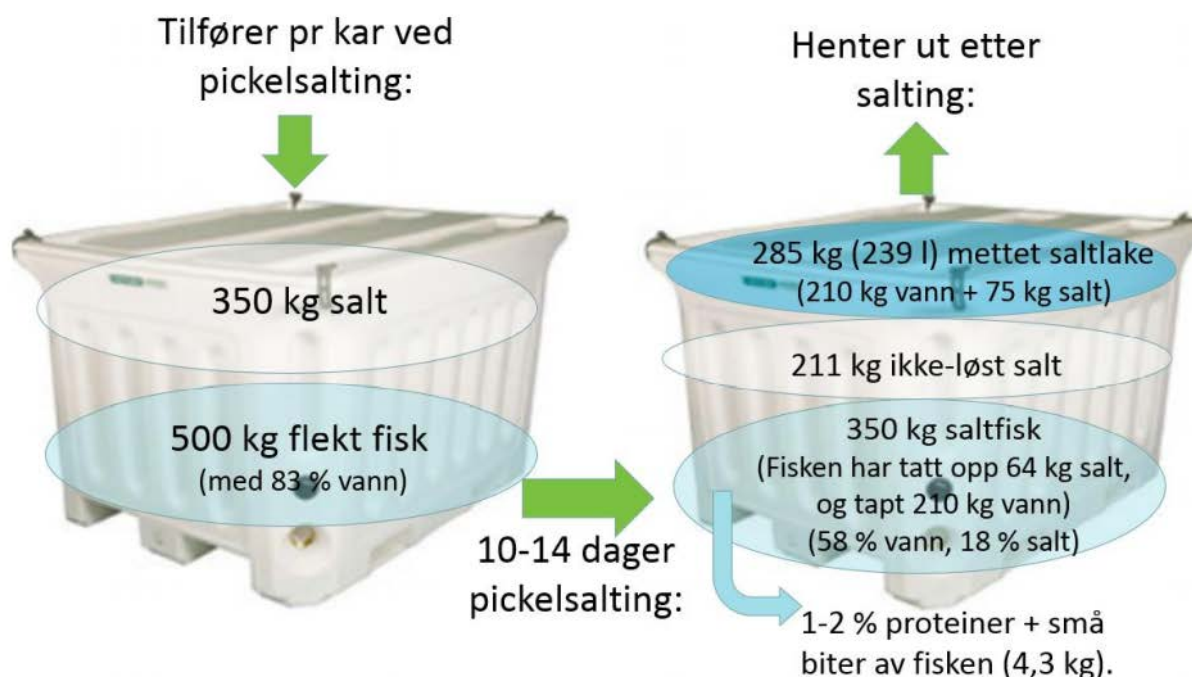 Tilfører pr kar ved
pickelsalting:
350 kg salt
500 kg flekt fisk
(med 83 % vann)
10-14 dager
pickelsalting:
Henter ut etter
salting:
285 kg (239 l) mettet saltlake
(210 kg vann + 75 kg salt)
211 kg ikke-løst salt
350 kg saltfisk
(Fisken har tatt opp 64 kg salt,
og tapt 210 kg vann)
(58 % vann, 18 % salt)
1-2 % proteiner + små
biter av fisken (4,3 kg).